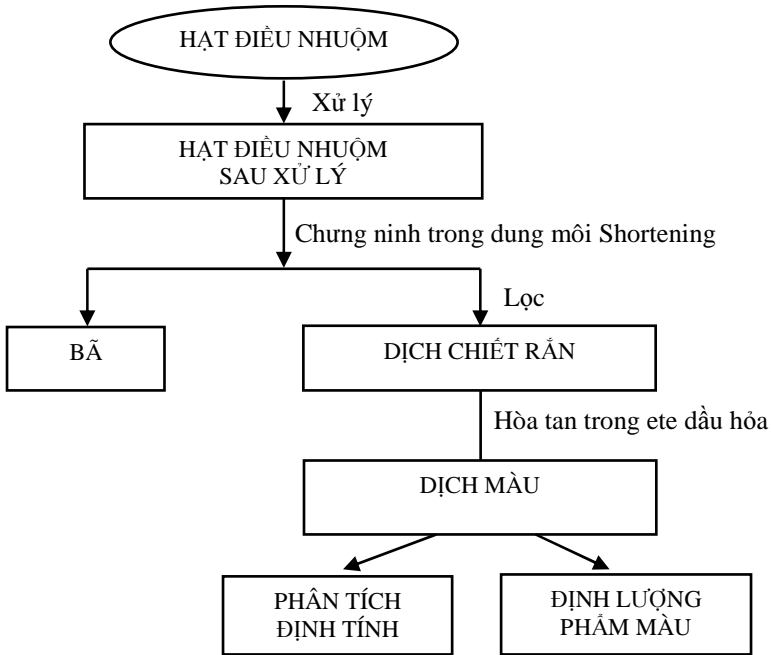 HẠT ĐIỀU NHUỘM
Xử lý
HẠT ĐIỀU NHUỘM
SAU XỬ LÝ
Chưng ninh trong dung môi Shortening
Lọc
BÃ
DỊCH CHIẾT RẮN
Hòa tan trong ete dầu hỏa
DỊCH MÀU
PHÂN TÍCH
ĐỊNH TÍNH
ĐỊNH LƯỢNG
PHẨM MÀU